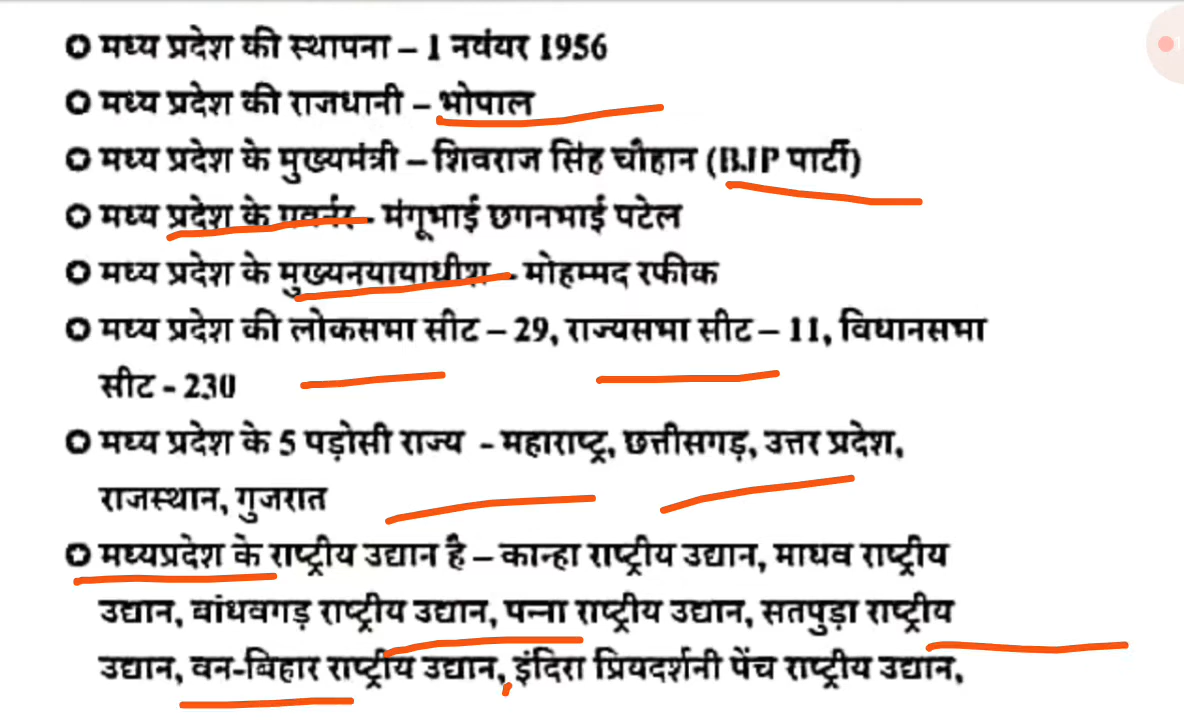 मध्य प्रदेश की स्थापना – 1 नवंयर 1956
मध्य प्रदेश की राजधानी – भोपाल
मध्य प्रदेश के मुख्यमंत्री – शिवराज सिंह चौहान (BJP पार्टी)
मध्य प्रदेश के गवर्नर - मंगूभाई छगनभाई पटेल
मध्य प्रदेश के मुख्यनयायाधीश - मोहम्मद रफीक
मध्य प्रदेश की लोकसभा सीट – 29, राज्यसभा सीट – 11, विधानसभा
सीट - 230
मध्य प्रदेश के 5 पड़ोसी राज्य - महाराष्ट्र, छत्तीसगड़, उत्तर प्रदेश,
राजस्थान, गुजरात
मध्यप्रदेश के राष्ट्रीय उद्यान है – कान्हा राष्ट्रीय उद्यान, माधव राष्ट्रीय
उद्यान, बांधवगड़ राष्ट्रीय उद्यान, पन्ना राष्ट्रीय उद्यान, सतपुड़ा राष्ट्रीय
उद्यान, वन-बिहार राष्ट्रीय उद्यान, इंदिरा प्रियदर्शनी पेंच राष्ट्रीय उद्यान,